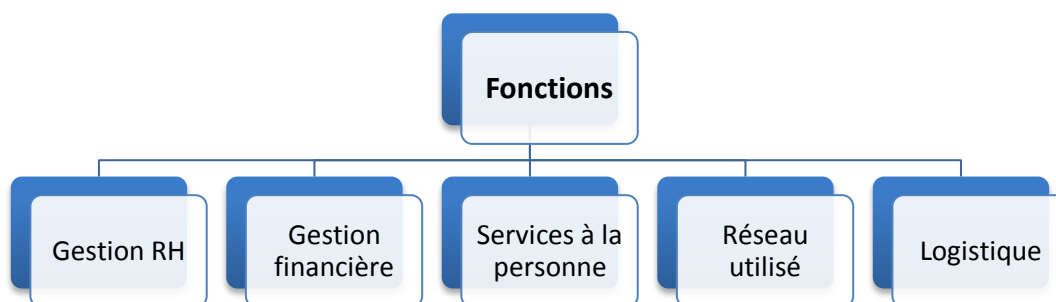 Fonctions
Gestion RH
Gestion
financière
Services à la
personne
Réseau
utilisé
Logistique